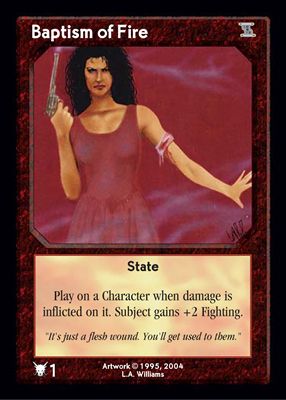 Baptism of Fire
State
Play on a Character when damage is
inflicted on it. Subject gains +2 Fighting.
"It's just a flesh wound. You'll get used to them."
1
Artwork © 1995, 2004
L.A. Williams